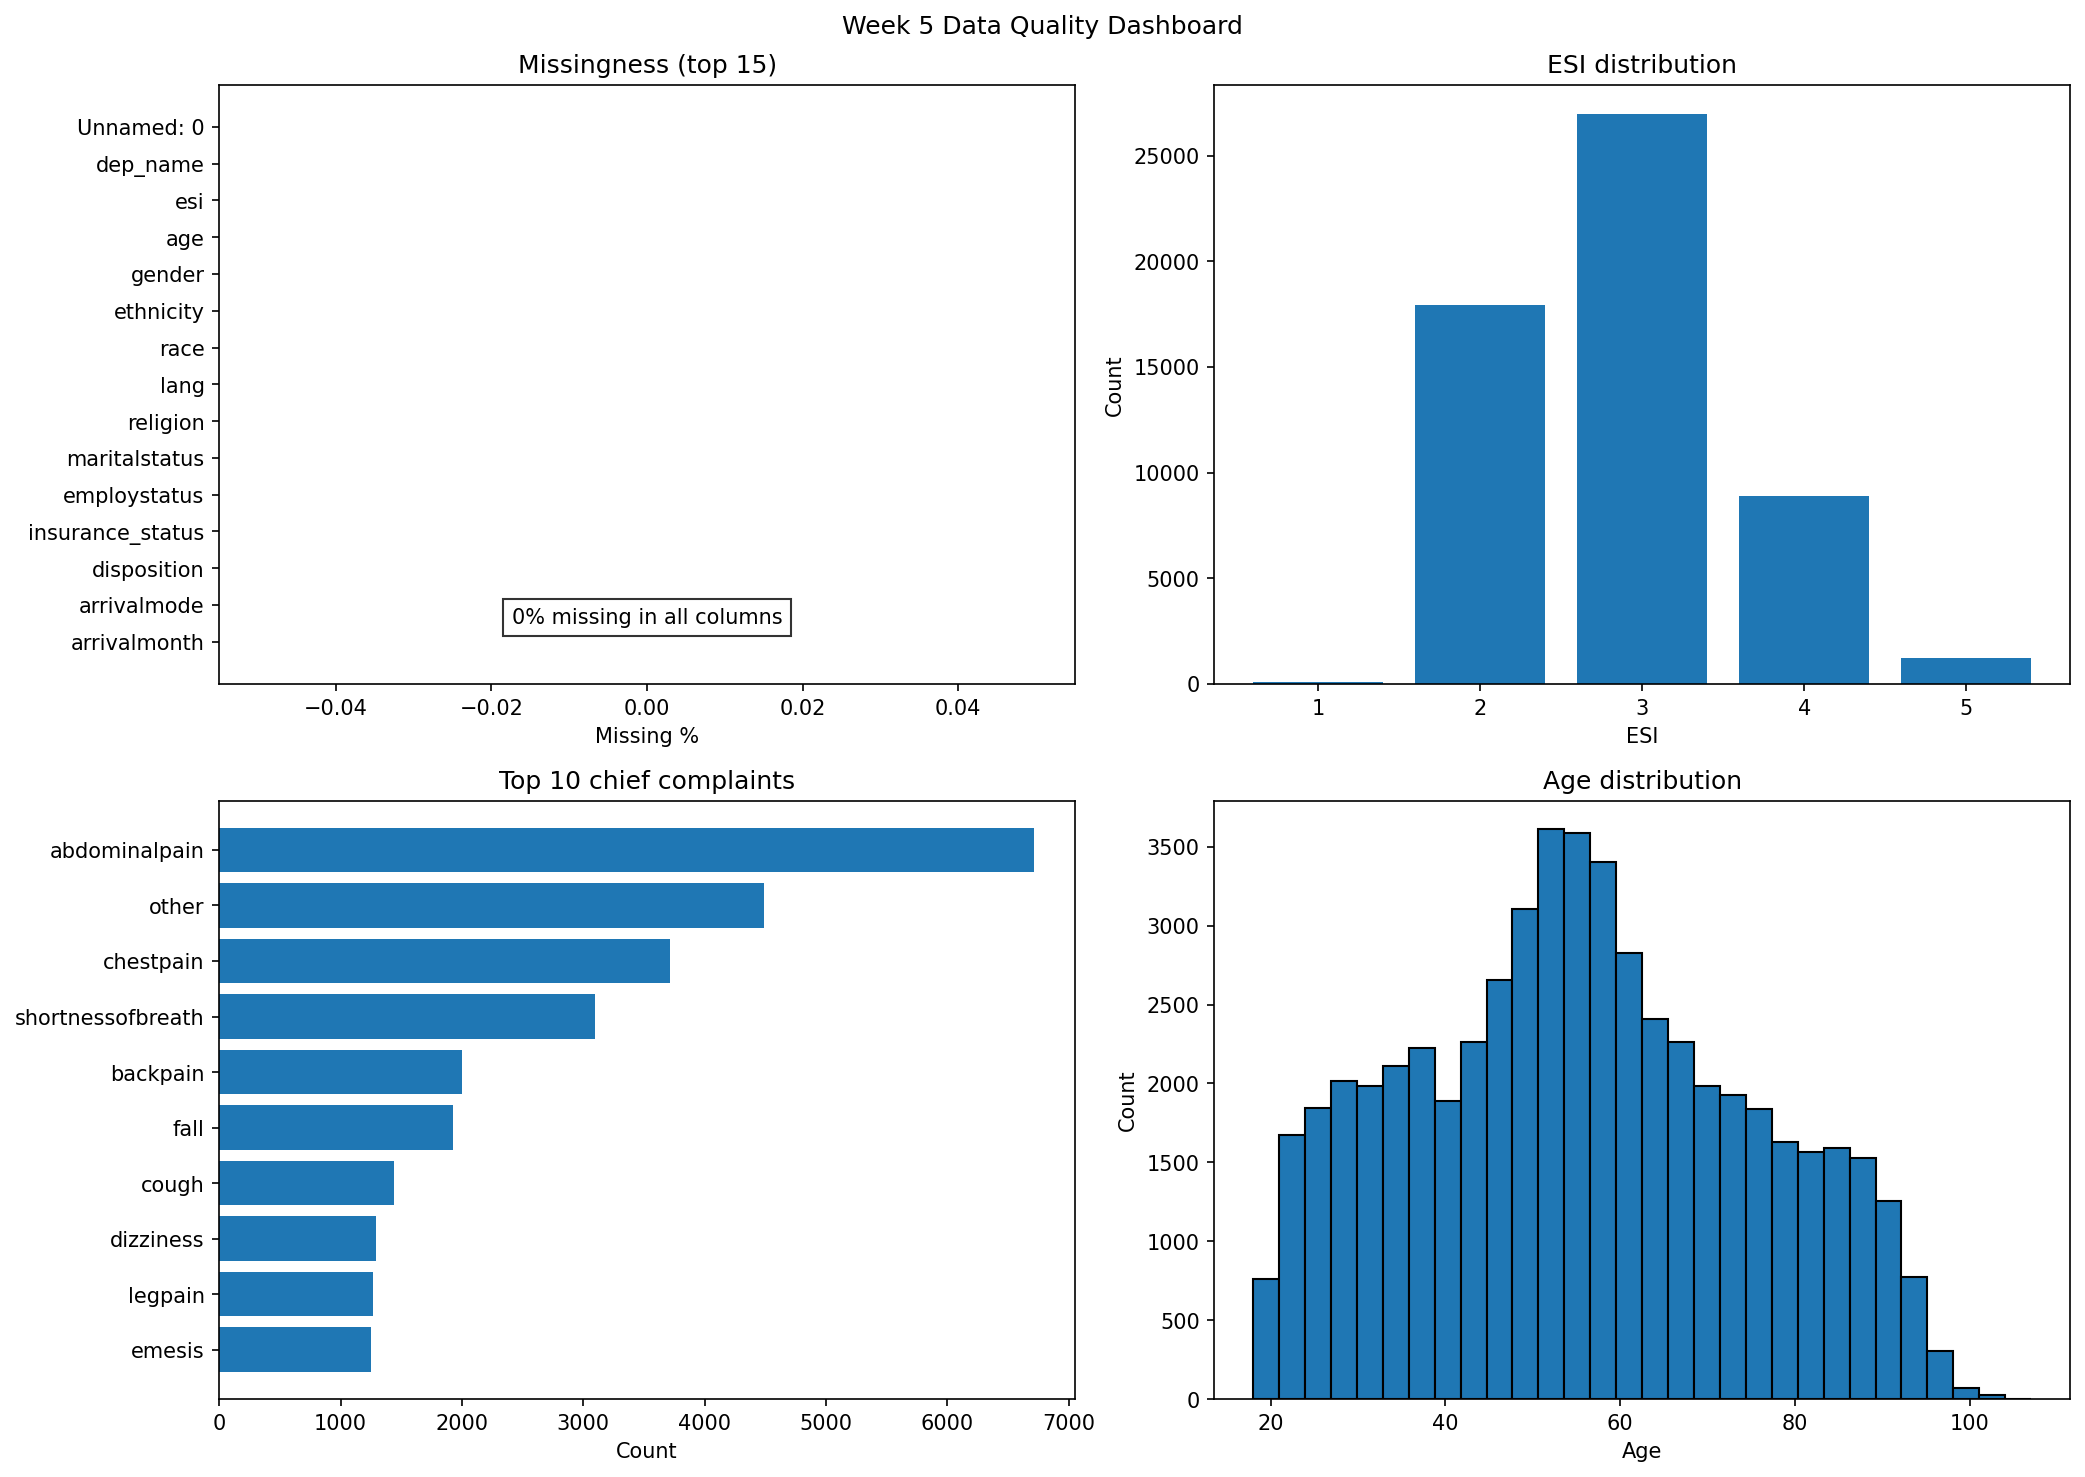 Week 5 Data Quality Dashboard
Missingness (top 15)
Unnamed: 0
dep_name
esi
age
gender
ethnicity
race
lang
religion
maritalstatus
employstatus
insurance_status
disposition
arrivalmode
arrivalmonth
0% missing in all columns
−0.04
−0.02
0.00
0.02
0.04
Missing %
ESI distribution
Count
25000
20000
15000
10000
5000
0
1
2
3
4
5
ESI
Top 10 chief complaints
abdominalpain
other
chestpain
shortnessofbreath
backpain
fall
cough
dizziness
legpain
emesis
0
1000
2000
3000
4000
5000
6000
7000
Count
Age distribution
Count
3500
3000
2500
2000
1500
1000
500
0
20
40
60
80
100
Age